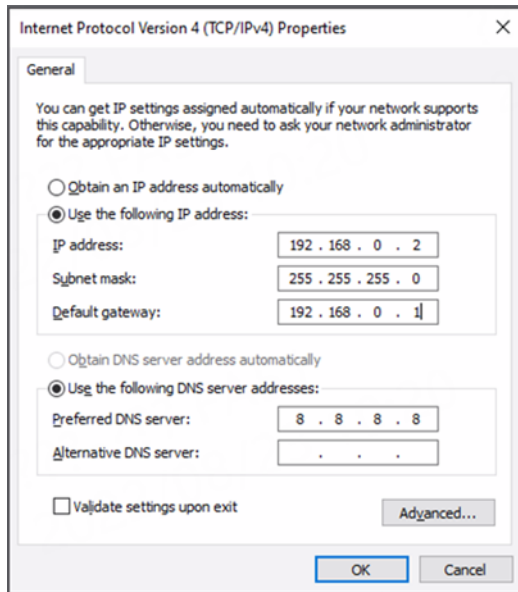 Internet Protocol Version 4 (TCP/IPv4) Properties
General
You can get IP settings assigned automatically if your network supports
this capability. Otherwise, you need to ask your network administrator
for the appropriate IP settings.
Obtain an IP address automatically
Use the following IP address:
IP address: 192 . 168 . 0 . 2
Subnet mask: 255 . 255 . 255 . 0
Default gateway: 192 . 168 . 0 . 1
Obtain DNS server address automatically
Use the following DNS server addresses:
Preferred DNS server: 8 . 8 . 8 . 8
Alternative DNS server: . . .
Validate settings upon exit
Advanced...
OK Cancel